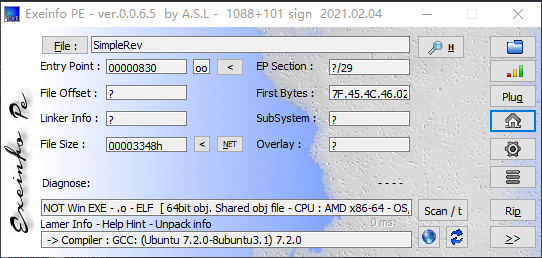 Exeinfo PE - ver.0.0.6.5 by A.S.L - 1088+101 sign 2021.02.04
File : SimpleRev H
Entry Point : 00000830 oo < EP Section : ?/29
File Offset : ? First Bytes : 7F.45.4C.46.02
Plug
Linker Info : ? SubSystem : ?
File Size : 00003348h < NET Overlay : ?
Exeinfo Pe
Diagnose: - - - -
NOT Win EXE - .o - ELF [ 64bit obj. Shared obj file - CPU : AMD x86-64 - OS, Scan / t Rip
Lamer Info - Help Hint - Unpack info 0 ms.
-> Compiler : GCC: (Ubuntu 7.2.0-8ubuntu3.1) 7.2.0 >>